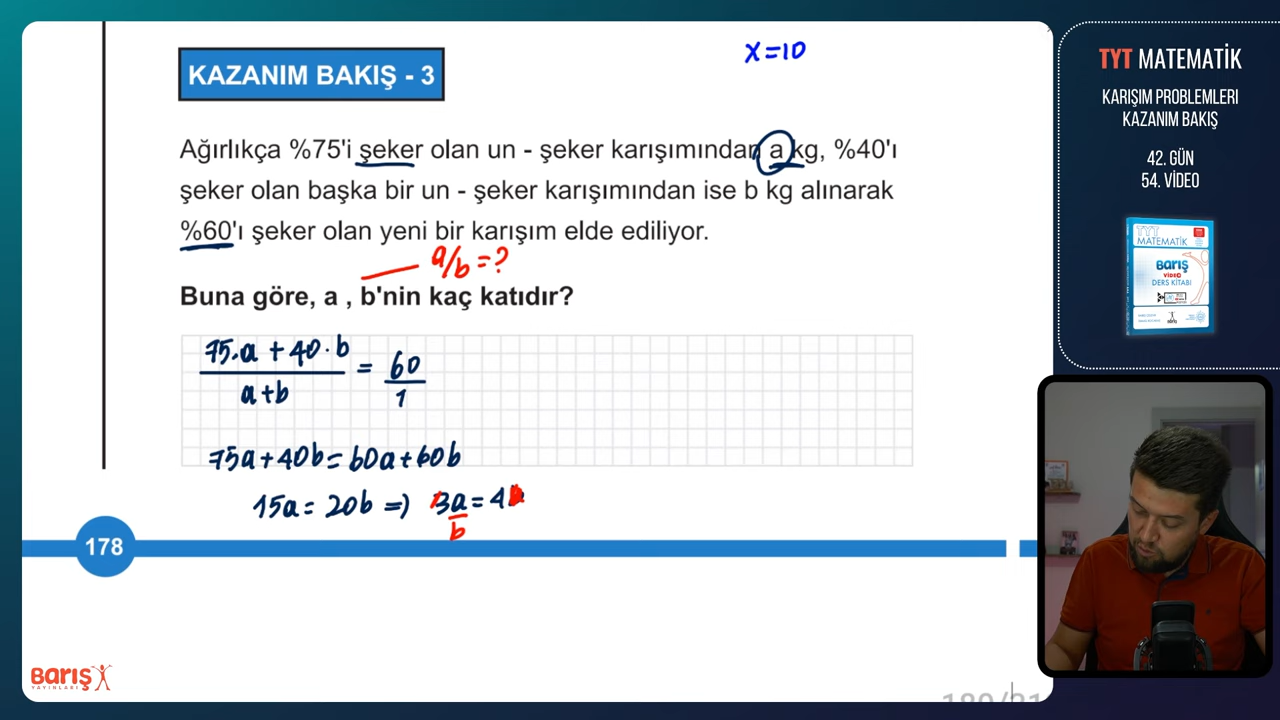 x=10
KAZANIM BAKIŞ - 3
Ağırlıkça %75'i şeker olan un - şeker karışımından a kg, %40'ı
şeker olan başka bir un - şeker karışımından ise b kg alınarak
%60'ı şeker olan yeni bir karışım elde ediliyor.
a/b=?
Buna göre, a , b'nin kaç katıdır?
75.a + 40.b
= 60
a+b
1
75a+40b=60a+60b
15a = 20b => 3a = 4
b
178
BARIŞ
YAYINLARI
TYT MATEMATİK
KARIŞIM PROBLEMLERI
KAZANIM BAKIŞ
42. GÜN
54. VİDEO
TYT
MATEMATİK
BARIŞ
VİDEO
DERS KİTABI